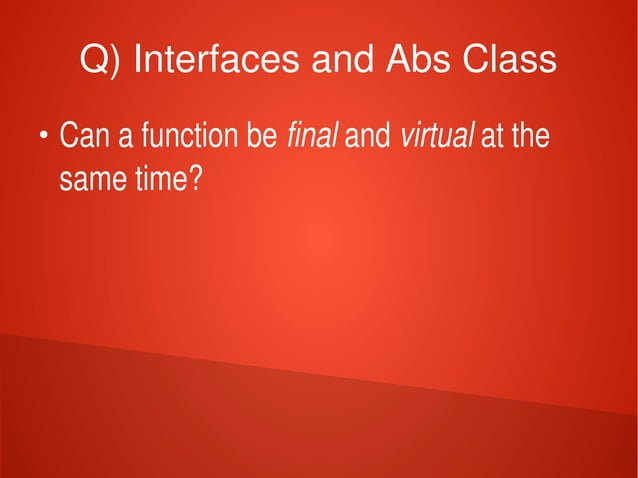 Q) Interfaces and Abs Class
• Can a function be final and virtual at the
same time?